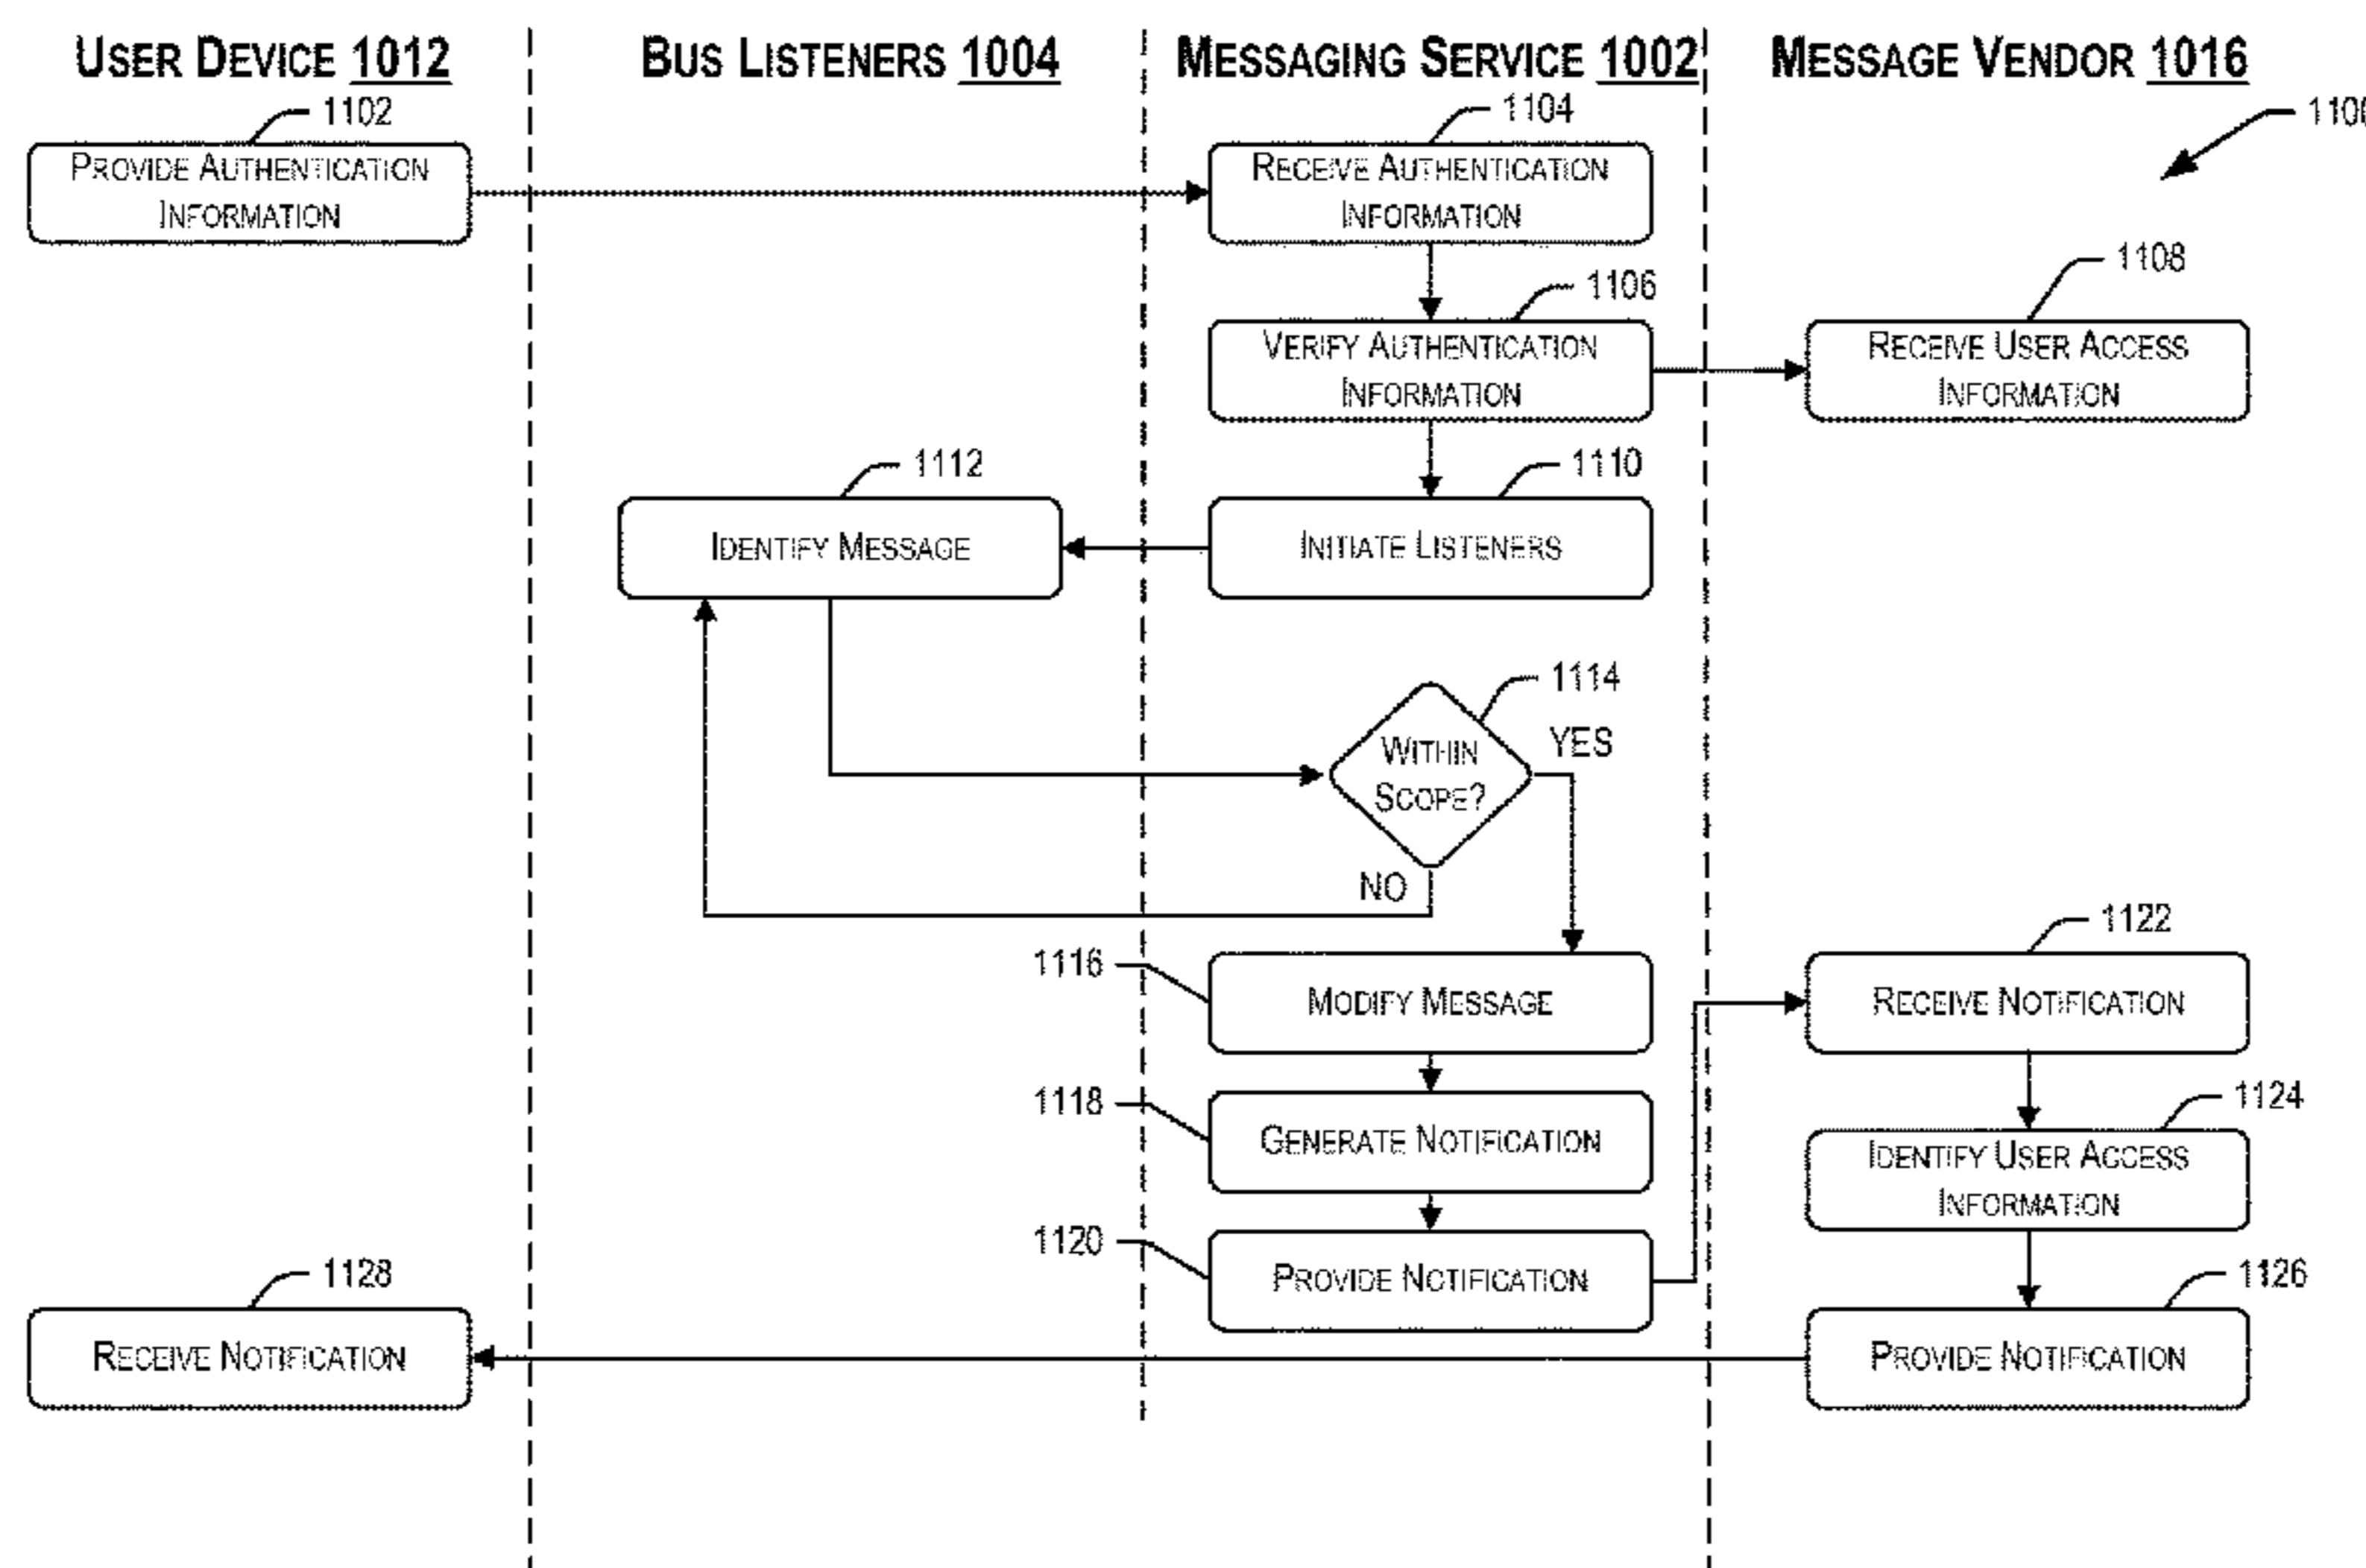 USER DEVICE 1012
BUS LISTENERS 1004
MESSAGING SERVICE 1002
MESSAGE VENDOR 1016
1102
1104
PROVIDE AUTHENTICATION
INFORMATION
RECEIVE AUTHENTICATION
INFORMATION
1106
1108
VERIFY AUTHENTICATION
INFORMATION
RECEIVE USER ACCESS
INFORMATION
1112
1110
IDENTIFY MESSAGE
INITIATE LISTENERS
1114
WITHIN
SCOPE?
YES
NO
1116
MODIFY MESSAGE
1122
RECEIVE NOTIFICATION
1118
GENERATE NOTIFICATION
1124
IDENTIFY USER ACCESS
INFORMATION
1120
PROVIDE NOTIFICATION
1126
PROVIDE NOTIFICATION
1128
RECEIVE NOTIFICATION